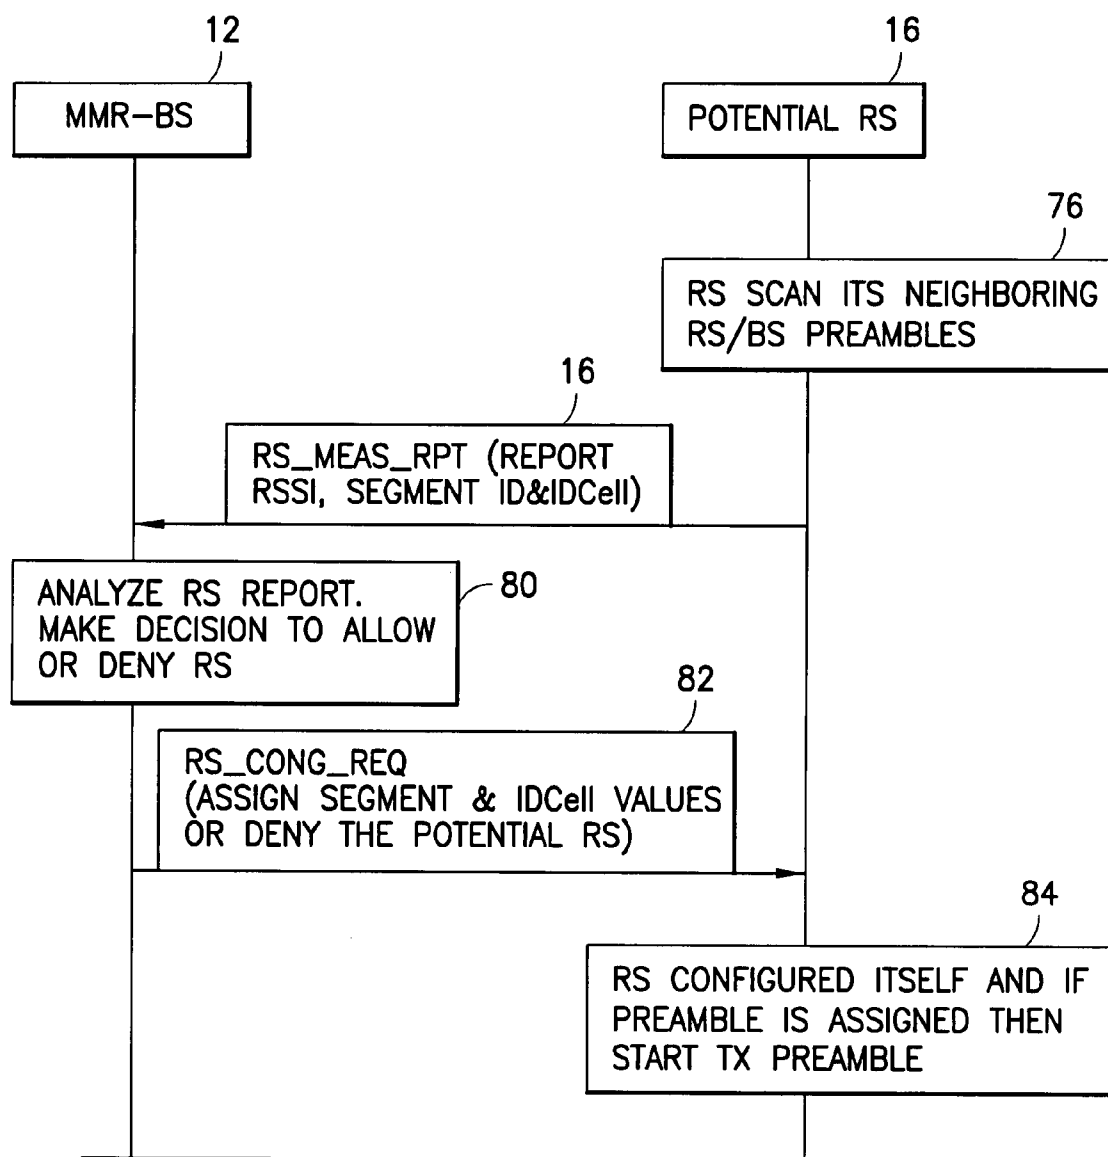 12
16
MMR-BS
POTENTIAL RS
76
RS SCAN ITS NEIGHBORING
RS/BS PREAMBLES
16
RS_MEAS_RPT (REPORT
RSSI, SEGMENT ID&IDCell)
ANALYZE RS REPORT.
MAKE DECISION TO ALLOW
OR DENY RS
80
82
RS_CONG_REQ
(ASSIGN SEGMENT & IDCell VALUES
OR DENY THE POTENTIAL RS)
84
RS CONFIGURED ITSELF AND IF
PREAMBLE IS ASSIGNED THEN
START TX PREAMBLE